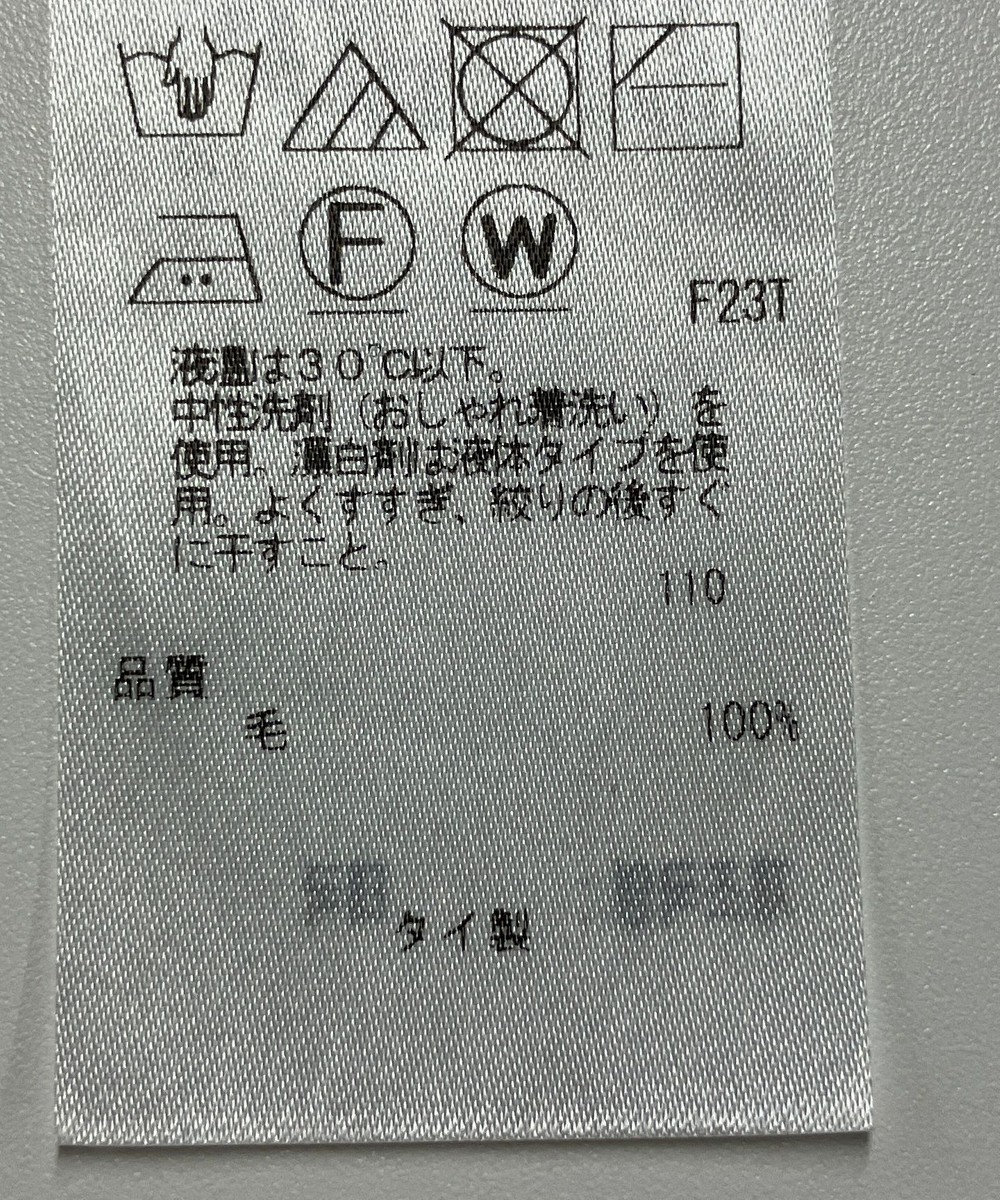 F
W
F23T
液温は30℃以下。
中性洗剤（おしゃれ着洗い）を
使用。漂白剤は液体タイプを使
用。よくすすぎ、絞りの後すぐ
に干すこと。
110
品質
毛 100%
タイ製